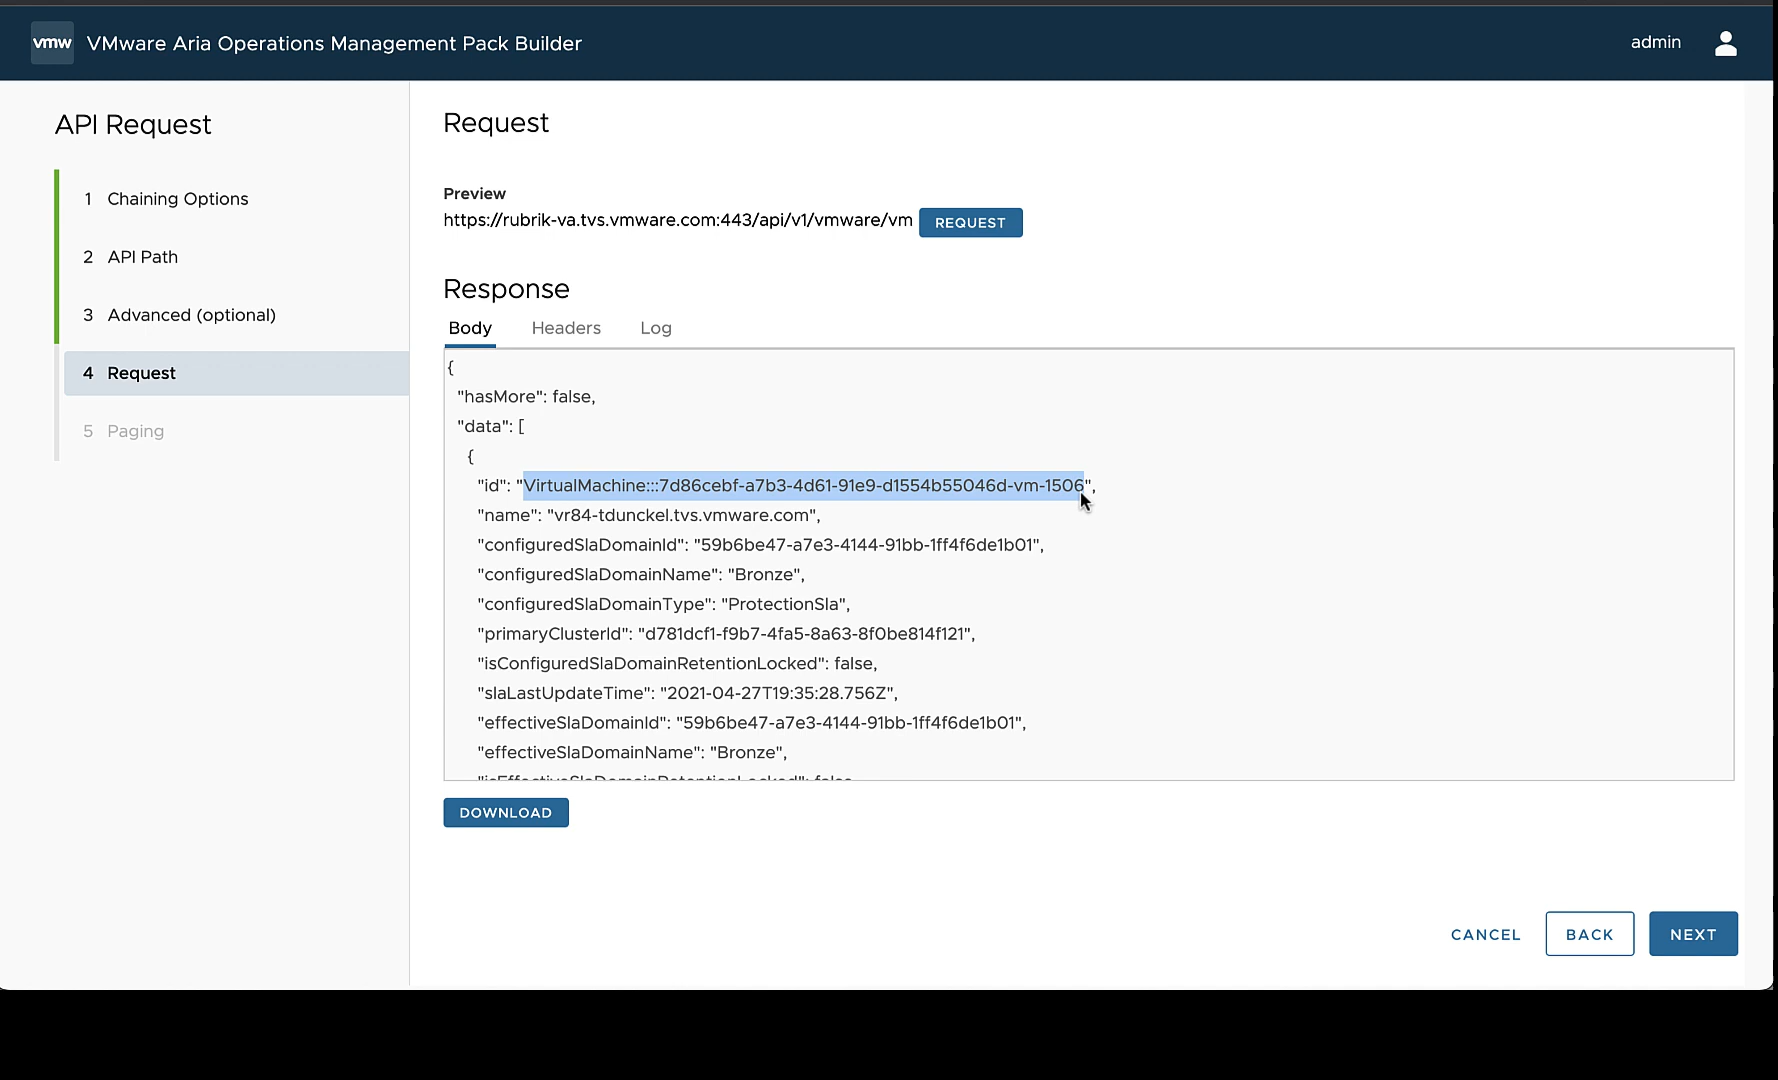 vmw VMware Aria Operations Management Pack Builder admin
API Request
1 Chaining Options
2 API Path
3 Advanced (optional)
4 Request
5 Paging
Request
Preview
https://rubrik-va.tvs.vmware.com:443/api/v1/vmware/vm REQUEST
Response
Body Headers Log
{
"hasMore": false,
"data": [
{
"id": "VirtualMachine:::7d86cebf-a7b3-4d61-91e9-d1554b55046d-vm-1506",
"name": "vr84-tdunckel.tvs.vmware.com",
"configuredSlaDomainId": "59b6be47-a7e3-4144-91bb-1ff4f6de1b01",
"configuredSlaDomainName": "Bronze",
"configuredSlaDomainType": "ProtectionSla",
"primaryClusterId": "d781dcf1-f9b7-4fa5-8a63-8f0be814f121",
"isConfiguredSlaDomainRetentionLocked": false,
"slaLastUpdateTime": "2021-04-27T19:35:28.756Z",
"effectiveSlaDomainId": "59b6be47-a7e3-4144-91bb-1ff4f6de1b01",
"effectiveSlaDomainName": "Bronze",
"isEffectiveSlaDomainRetentionLocked": false,
DOWNLOAD
CANCEL BACK NEXT